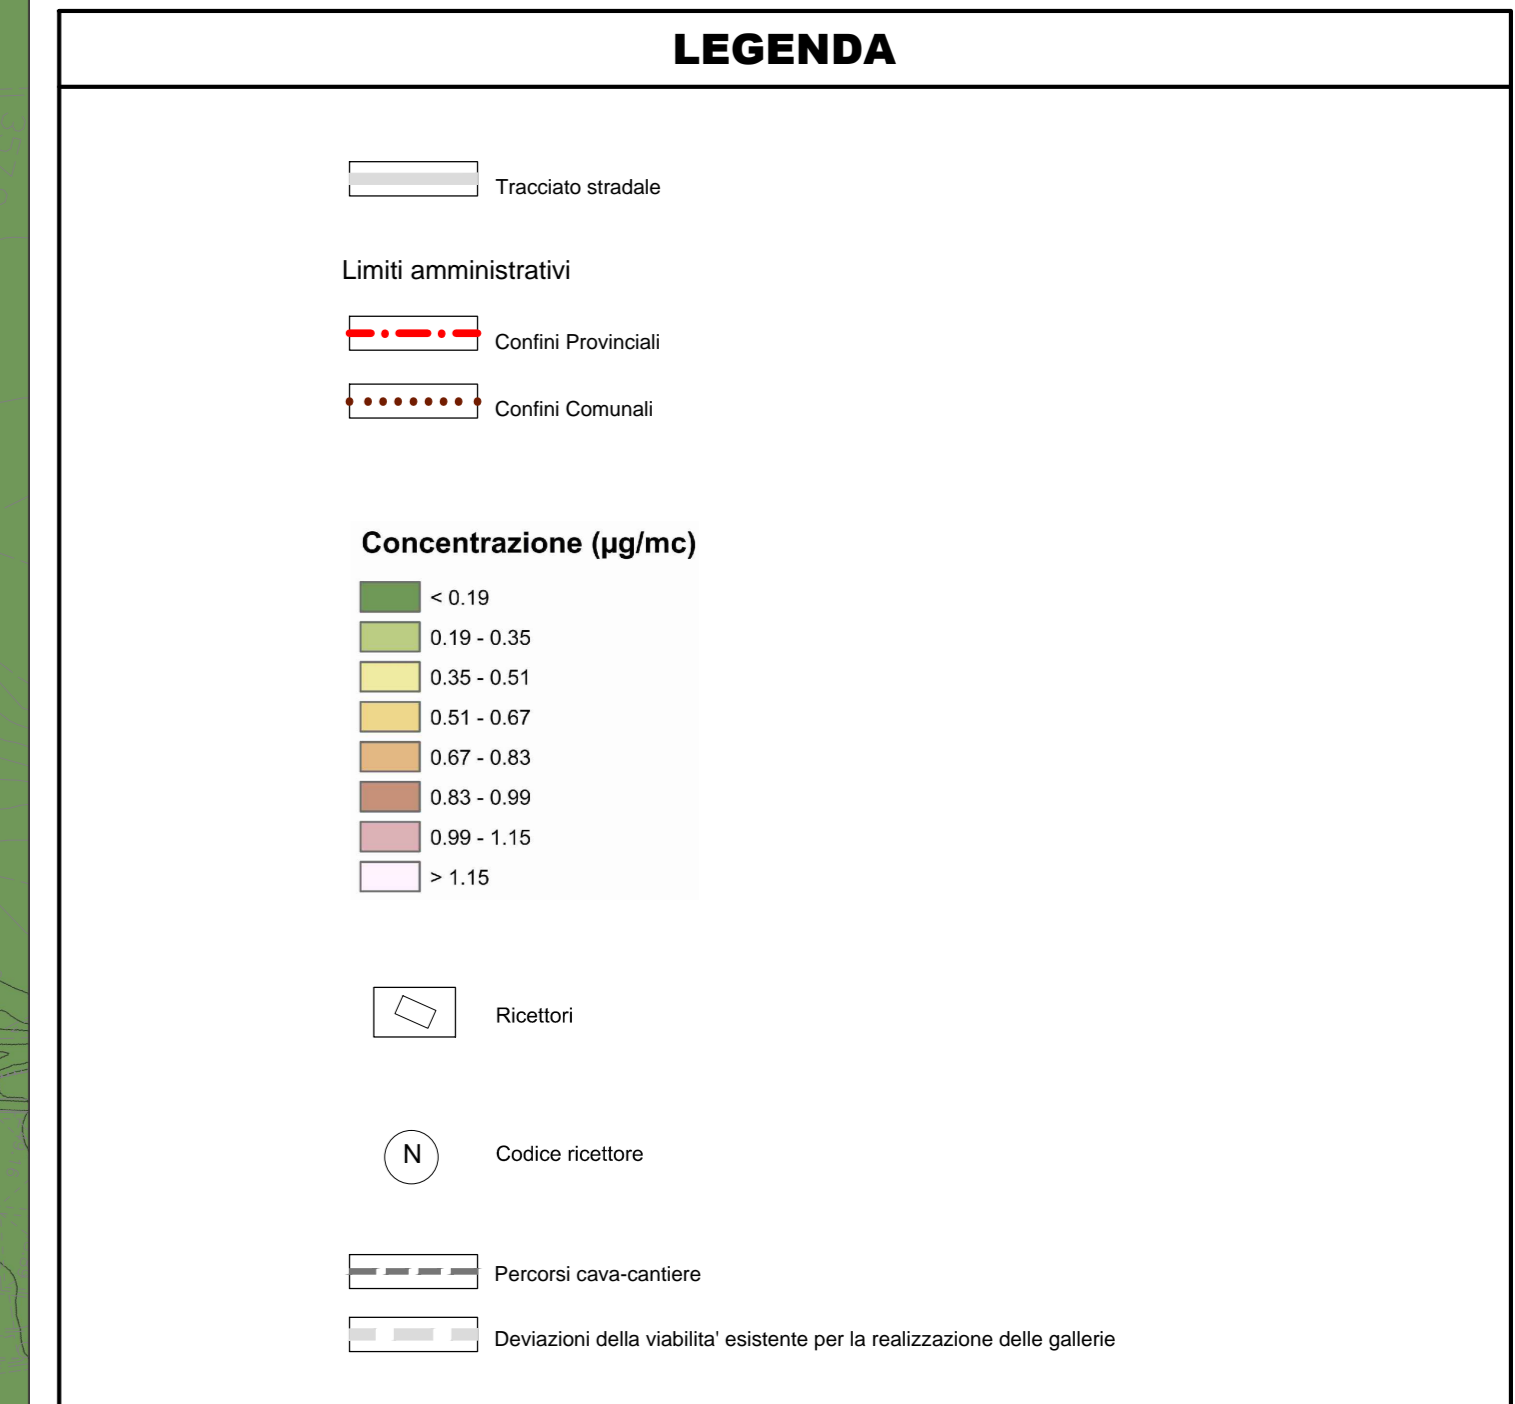 LEGENDA
Tracciato stradale
Limiti amministrativi
Confini Provinciali
Confini Comunali
Concentrazione (µg/mc)
< 0.19
0.19 - 0.35
0.35 - 0.51
0.51 - 0.67
0.67 - 0.83
0.83 - 0.99
0.99 - 1.15
> 1.15
Ricettori
N Codice ricettore
Percorsi cava-cantiere
Deviazioni della viabilita' esistente per la realizzazione delle gallerie